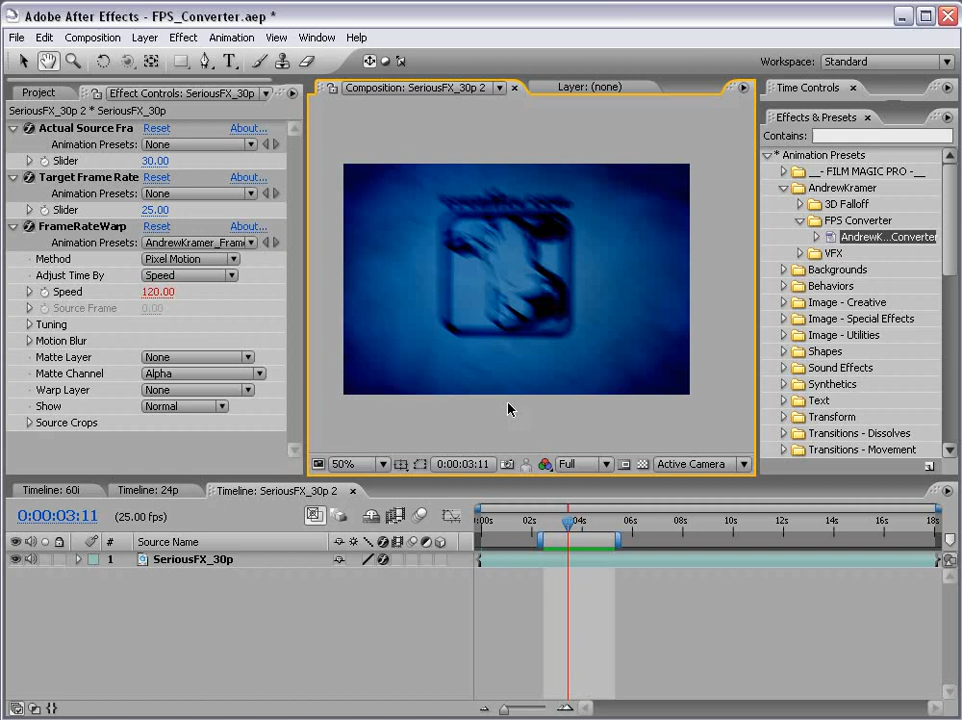 Adobe After Effects - FPS_Converter.aep *
File Edit Composition Layer Effect Animation View Window Help
Workspace: Standard
Project Effect Controls: SeriousFX_30p
SeriousFX_30p 2 * SeriousFX_30p
Actual Source Fra Reset About...
Animation Presets: None
Slider 30.00
Target Frame Rate Reset About...
Animation Presets: None
Slider 25.00
FrameRateWarp Reset About...
Animation Presets: AndrewKramer_Fram
Method Pixel Motion
Adjust Time By Speed
Speed 120.00
Source Frame 0.00
Tuning
Motion Blur
Matte Layer None
Matte Channel Alpha
Warp Layer None
Show Normal
Source Crops
Composition: SeriousFX_30p 2 Layer: (none)
50% 0:00:03:11 Full Active Camera
Time Controls
Effects & Presets
Contains:
* Animation Presets
__- FILM MAGIC PRO -__
AndrewKramer
3D Falloff
FPS Converter
AndrewK...Converter
VFX
Backgrounds
Behaviors
Image - Creative
Image - Special Effects
Image - Utilities
Shapes
Sound Effects
Synthetics
Text
Transform
Transitions - Dissolves
Transitions - Movement
Timeline: 60i Timeline: 24p Timeline: SeriousFX_30p 2
0:00:03:11 (25.00 fps)
:00s 02s 04s 06s 08s 10s 12s 14s 16s 18s
# Source Name
1 SeriousFX_30p